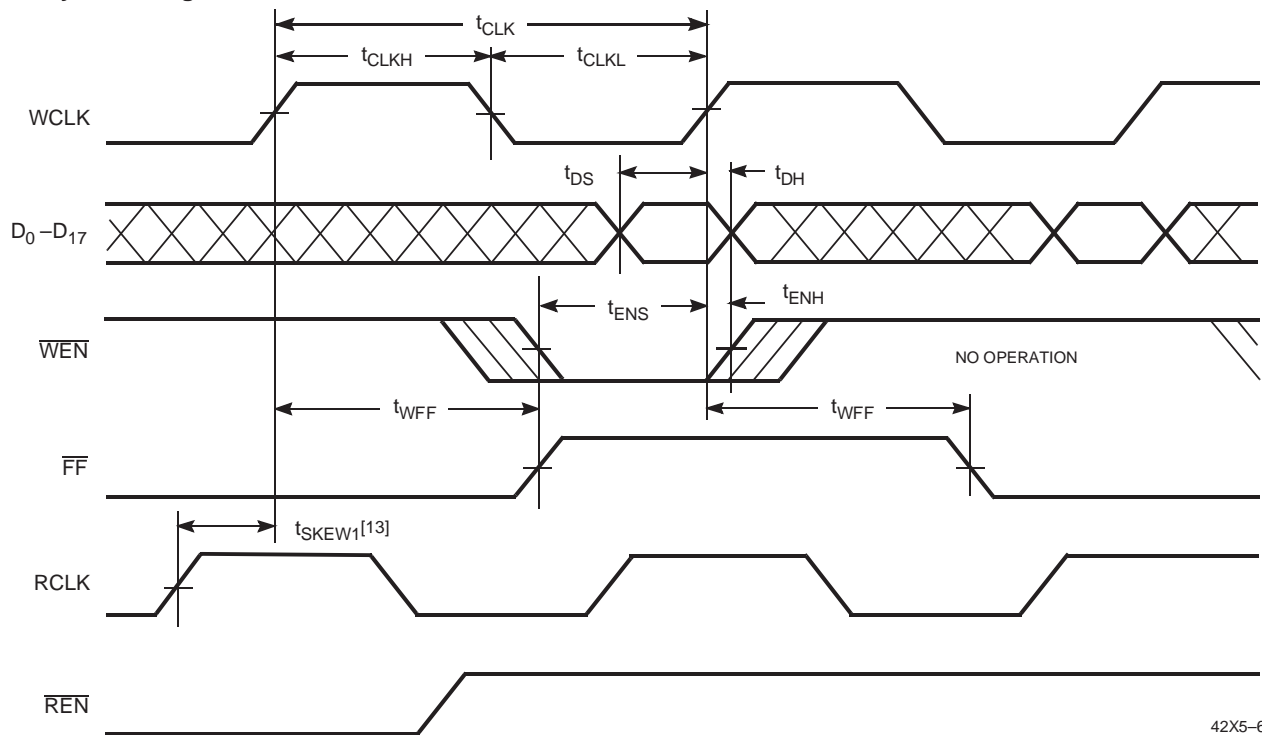 tCLK
tCLKH
tCLKL
WCLK
tDS
tDH
D0 –D17
tENS
tENH
WEN
NO OPERATION
tWFF
tWFF
FF
tSKEW1[13]
RCLK
REN
42X5–6